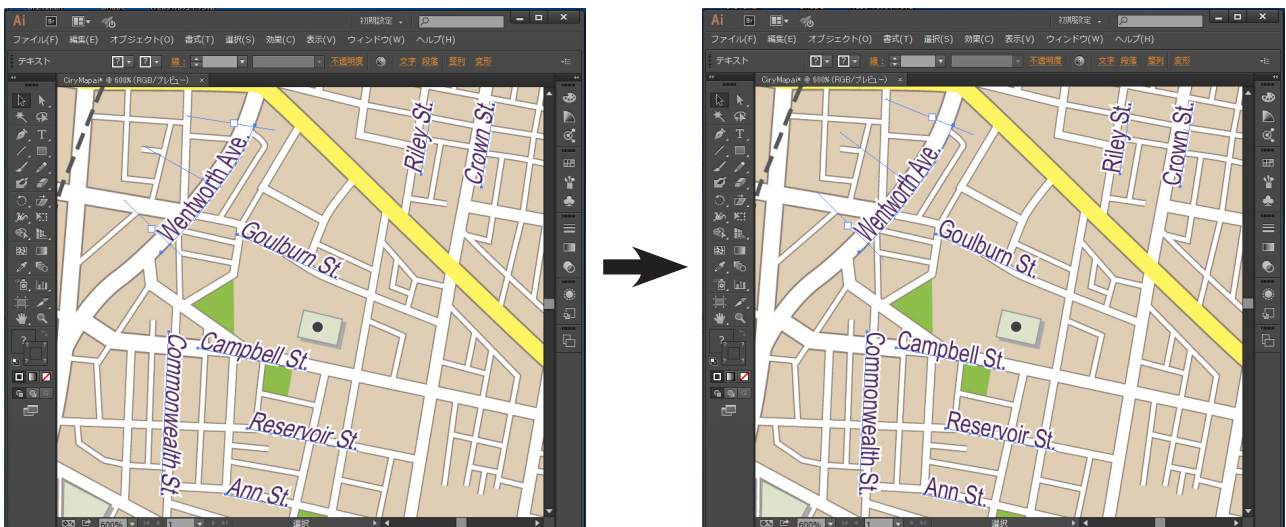 Ai Br 初期設定
ファイル(F) 編集(E) オブジェクト(O) 書式(T) 選択(S) 効果(C) 表示(V) ウィンドウ(W) ヘルプ(H)
テキスト ? ? 線: 不透明度 文字 段落 整列 変形
CiryMap.ai* @ 600% (RGB/プレビュー) ×
Riley St.
Crown St.
Wentworth Ave.
Goulburn St.
Campbell St.
Commonwealth St.
Reservoir St.
Ann St.
600% 1 選択
Ai Br 初期設定
ファイル(F) 編集(E) オブジェクト(O) 書式(T) 選択(S) 効果(C) 表示(V) ウィンドウ(W) ヘルプ(H)
テキスト ? ? 線: 不透明度 文字 段落 整列 変形
CiryMap.ai* @ 600% (RGB/プレビュー) ×
Riley St.
Crown St.
Wentworth Ave.
Goulburn St.
Campbell St.
Commonwealth St.
Reservoir St.
Ann St.
600% 1 選択